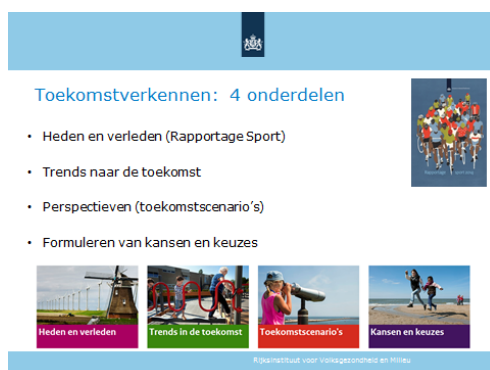 Toekomstverkennen: 4 onderdelen
• Heden en verleden (Rapportage Sport)
• Trends naar de toekomst
• Perspectieven (toekomstscenario's)
• Formuleren van kansen en keuzes
Heden en verleden
Trends in de toekomst
Toekomstscenario's
Kansen en keuzes
Rijksinstituut voor Volksgezondheid en Milieu